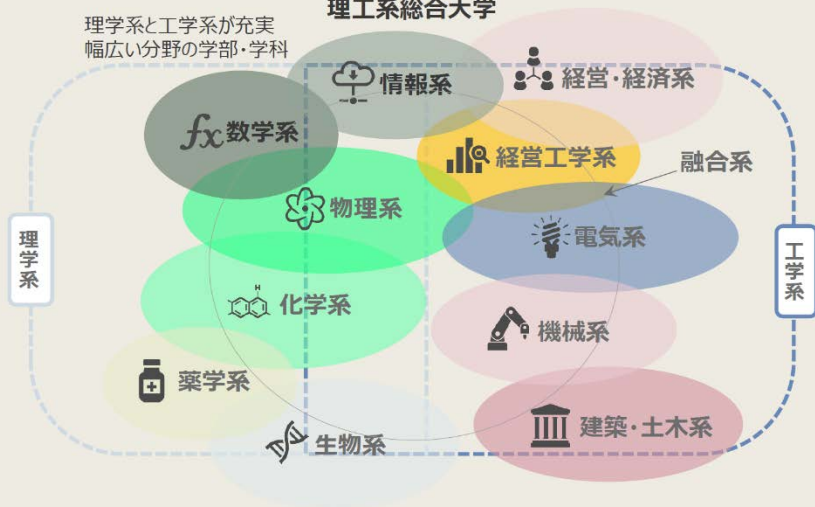 理工系総合大学
理学系と工学系が充実
幅広い分野の学部・学科
情報系
経営・経済系
fx 数学系
経営工学系
融合系
物理系
電気系
理学系
工学系
H
化学系
機械系
薬学系
建築・土木系
生物系